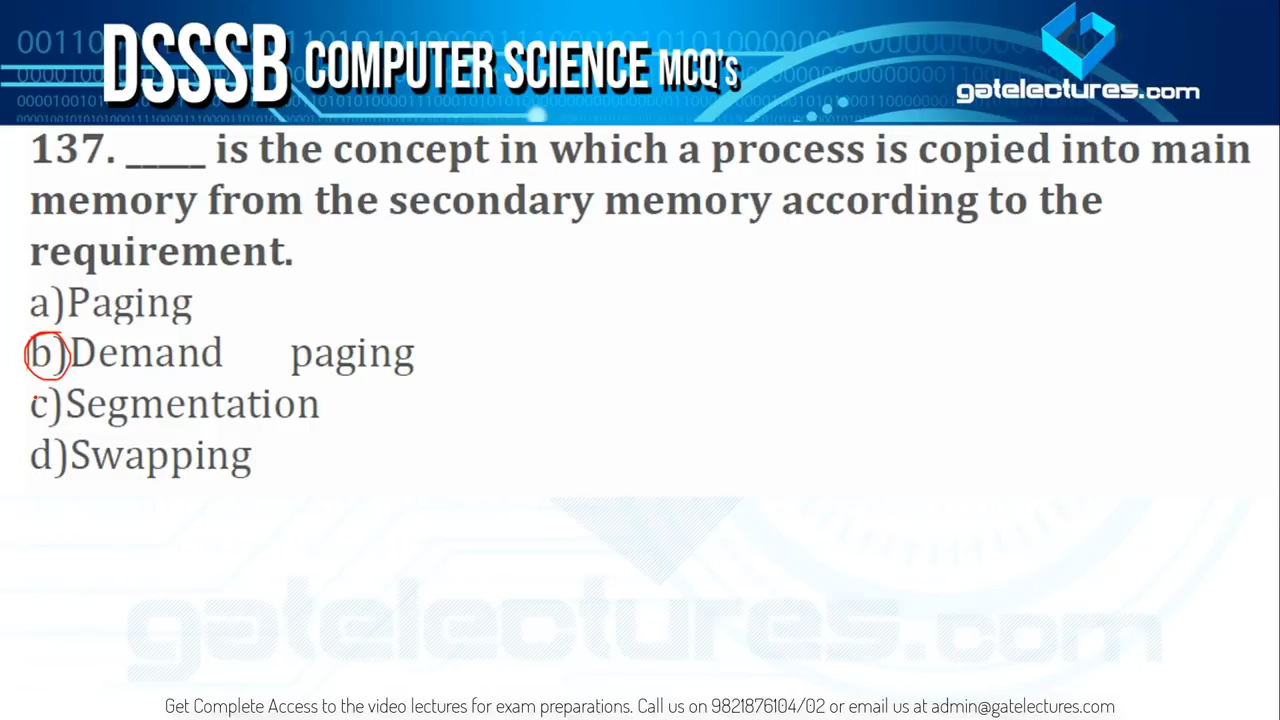 DSSSB COMPUTER SCIENCE MCQ's
gatelectures.com
137. _____ is the concept in which a process is copied into main
memory from the secondary memory according to the
requirement.
a)Paging
b)Demand paging
c)Segmentation
d)Swapping
gatelectures.com
Get Complete Access to the video lectures for exam preparations. Call us on 9821876104/02 or email us at admin@gatelectures.com